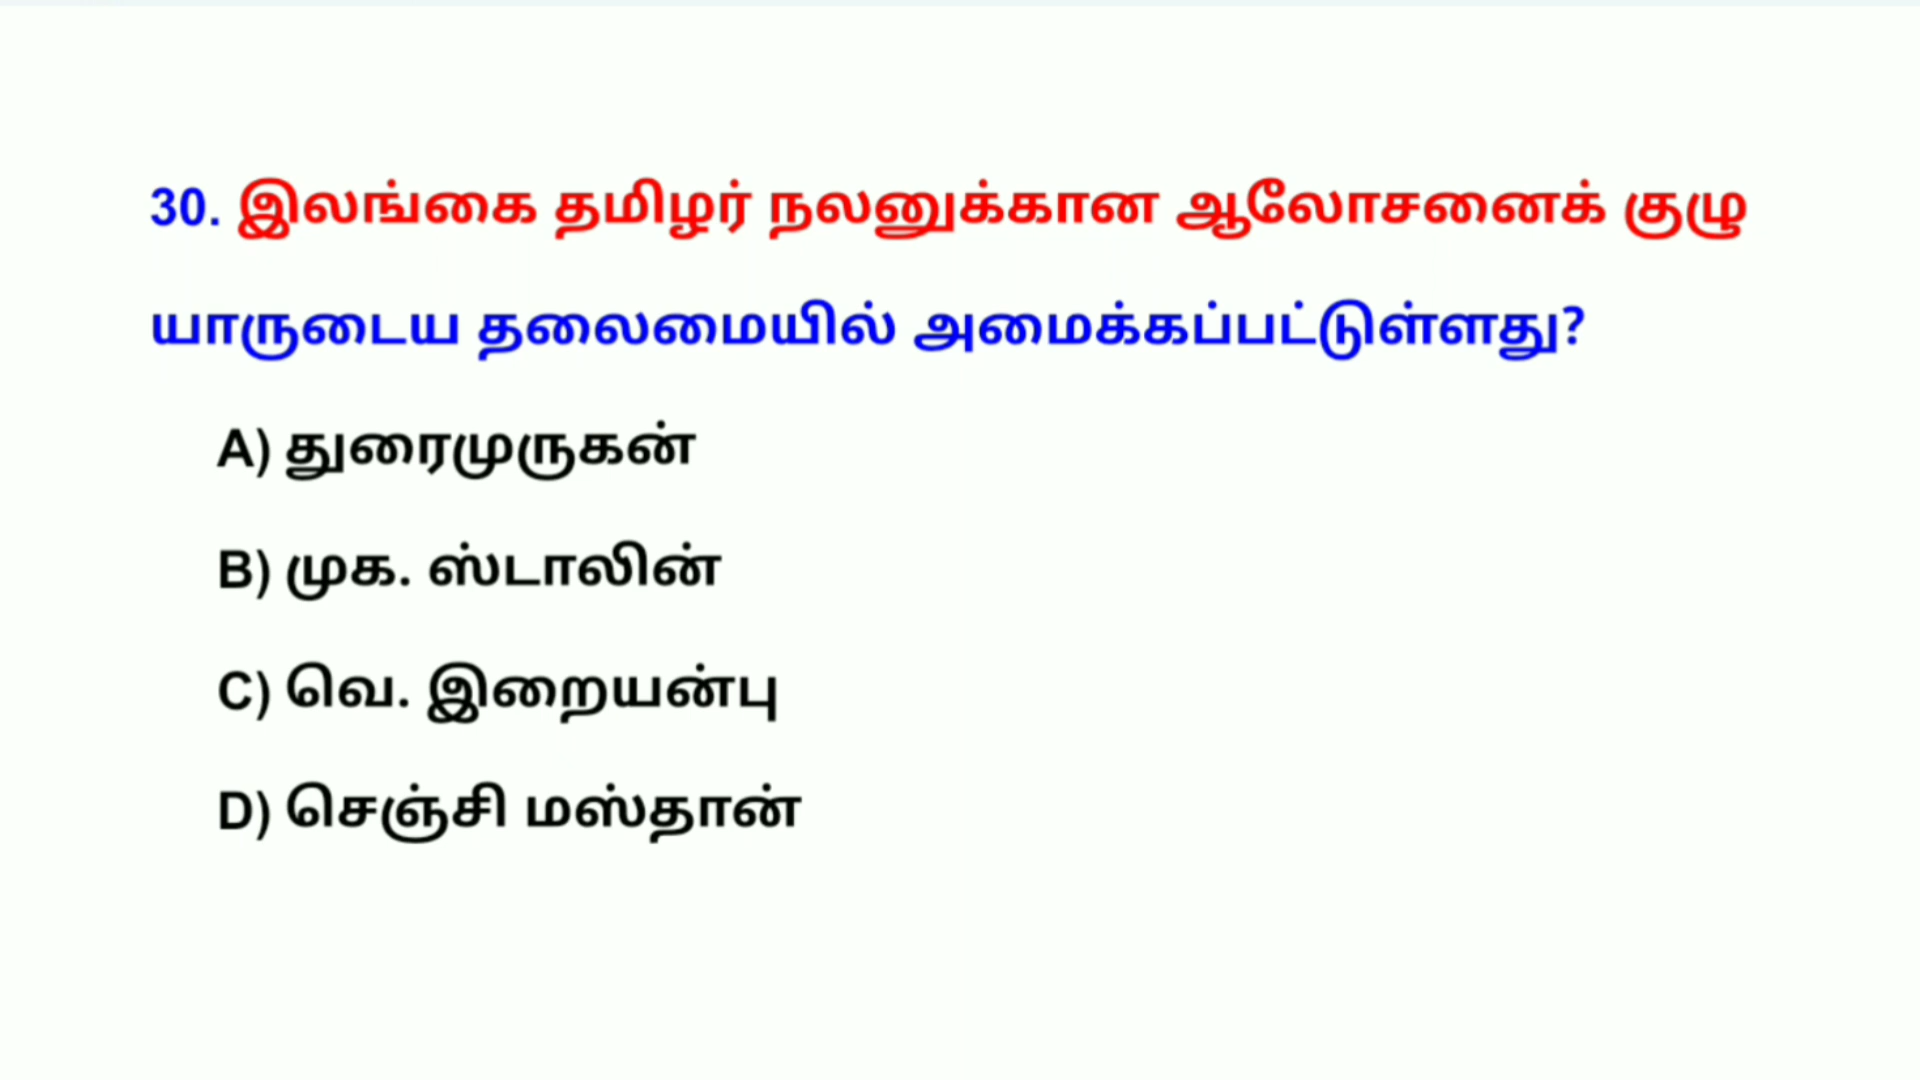 30. இலங்கை தமிழர் நலனுக்கான ஆலோசனைக் குழு
யாருடைய தலைமையில் அமைக்கப்பட்டுள்ளது?
A) துரைமுருகன்
B) முக. ஸ்டாலின்
C) வெ. இறையன்பு
D) செஞ்சி மஸ்தான்